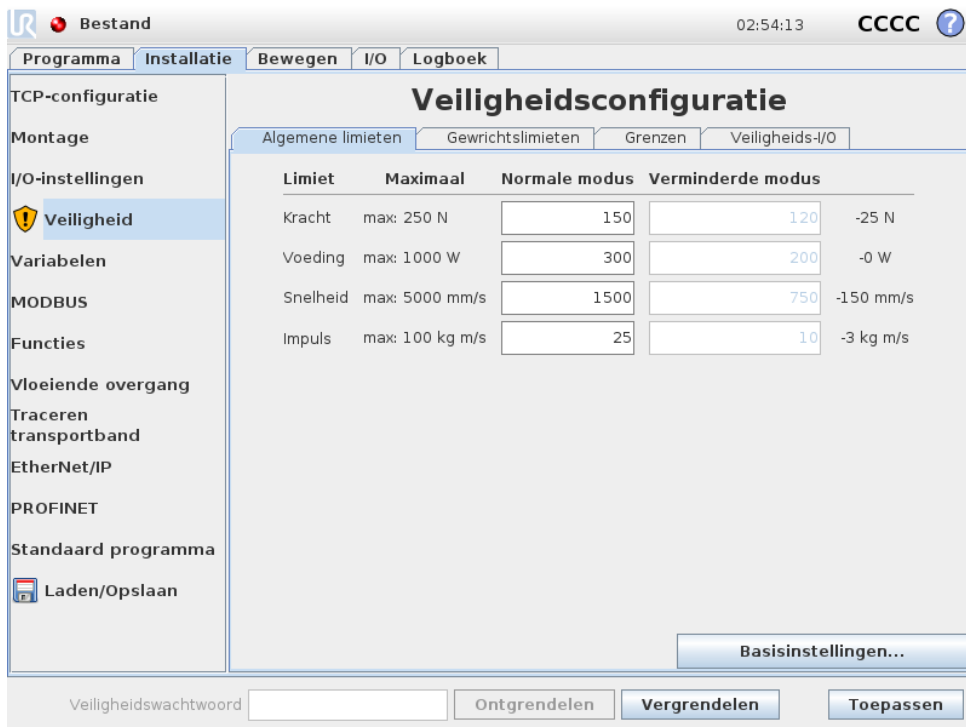 UR Bestand 02:54:13 CCCC ?
Programma Installatie Bewegen I/O Logboek
TCP-configuratie
Montage
I/O-instellingen
Veiligheid
Variabelen
MODBUS
Functies
Vloeiende overgang
Traceren
transportband
EtherNet/IP
PROFINET
Standaard programma
Laden/Opslaan
Veiligheidsconfiguratie
Algemene limieten Gewrichtslimieten Grenzen Veiligheids-I/O
Limiet Maximaal Normale modus Verminderde modus
Kracht max: 250 N 150 120 -25 N
Voeding max: 1000 W 300 200 -0 W
Snelheid max: 5000 mm/s 1500 750 -150 mm/s
Impuls max: 100 kg m/s 25 10 -3 kg m/s
Basisinstellingen...
Veiligheidswachtwoord Ontgrendelen Vergrendelen Toepassen